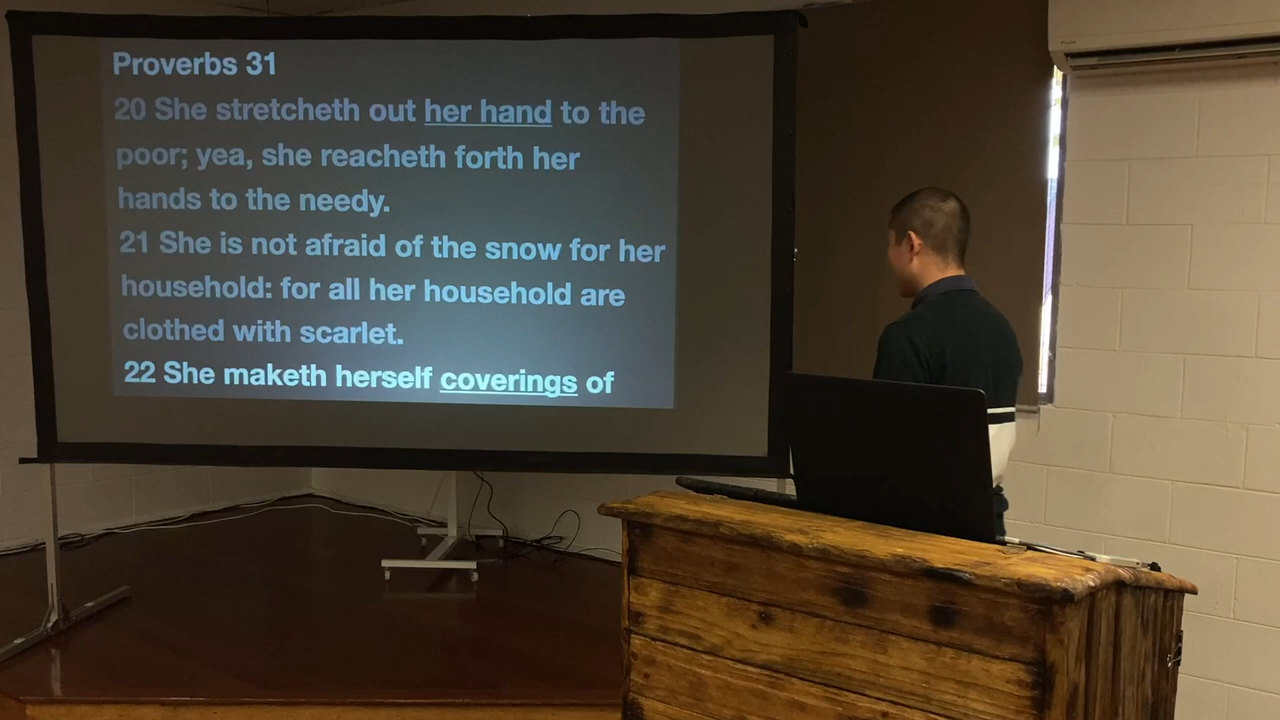 Proverbs 31
20 She stretcheth out her hand to the
poor; yea, she reacheth forth her
hands to the needy.
21 She is not afraid of the snow for her
household: for all her household are
clothed with scarlet.
22 She maketh herself coverings of